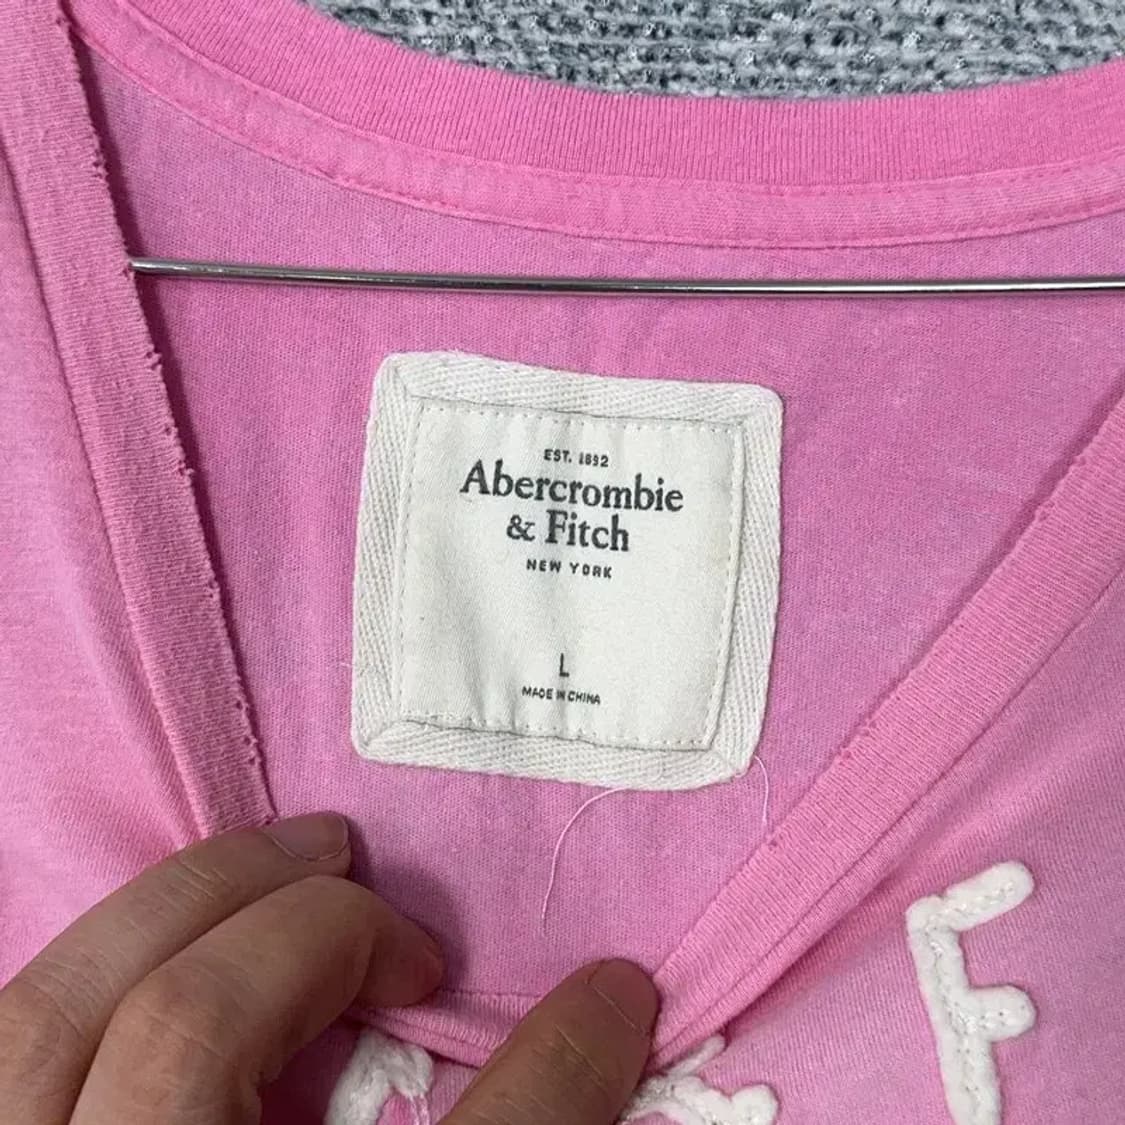 EST. 1892
Abercrombie
& Fitch
NEW YORK
L
MADE IN CHINA
F